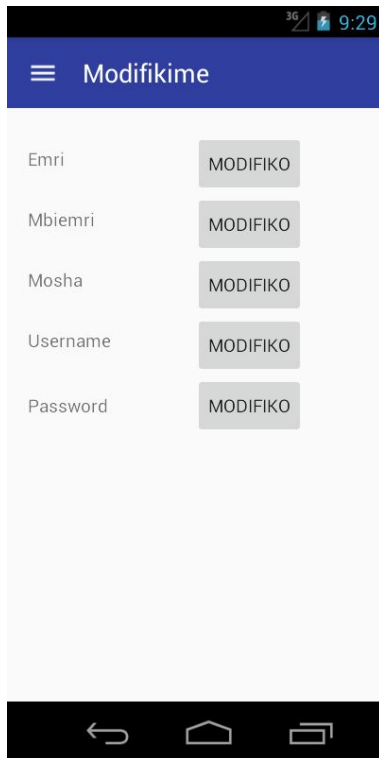 3G 9:29
Modifikime
Emri MODIFIKO
Mbiemri MODIFIKO
Mosha MODIFIKO
Username MODIFIKO
Password MODIFIKO